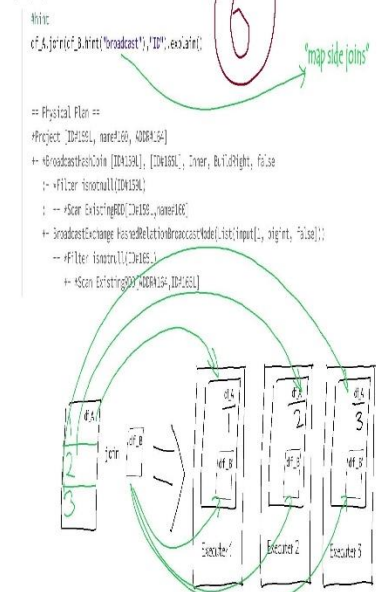 #hint
df_A.join(df_B.hint("broadcast"),"ID").explain()
6
"map side joins"
== Physical Plan ==
*Project [ID#159L, name#160, ADDR#164]
+- *BroadcastHashJoin [ID#159L], [ID#165L], Inner, BuildRight, false
:- *Filter isnotnull(ID#159L)
: +- *Scan ExistingRDD[ID#159L,name#160]
+- BroadcastExchange HashedRelationBroadcastMode(List(input[1, bigint, false]))
+- *Filter isnotnull(ID#165L)
+- *Scan ExistingRDD[ADDR#164,ID#165L]
df_A
1
2
3
join
df_B
df_A
1
df_B
Executer 1
df_A
2
df_B
Executer 2
df_A
3
df_B
Executer 3